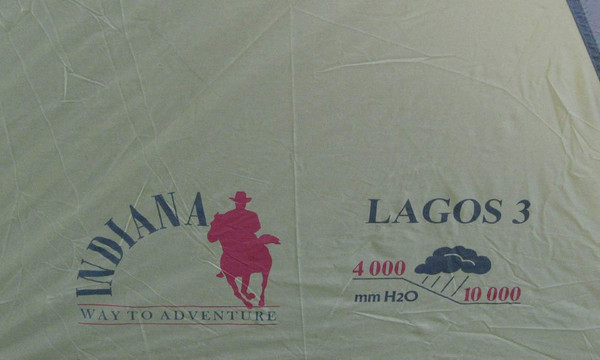 INDIANA
WAY TO ADVENTURE
LAGOS 3
4 000
mm H2O
10 000